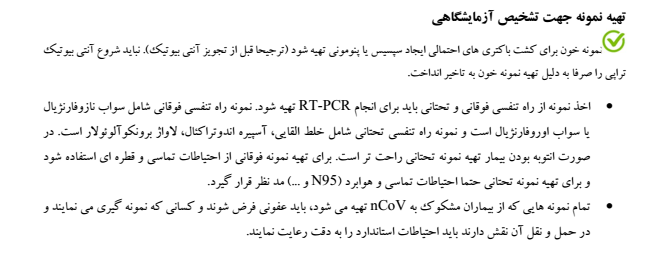 تهیه نمونه جهت تشخیص آزمایشگاهی
نمونه خون برای کشت باکتری های احتمالی ایجاد سپسیس یا پنومونی تهیه شود (ترجیحا قبل از تجویز آنتی بیوتیک). نباید شروع آنتی بیوتیک
تراپی را صرفا به دلیل تهیه نمونه خون به تاخیر انداخت.
• اخذ نمونه از راه تنفسی فوقانی و تحتانی باید برای انجام RT-PCR تهیه شود. نمونه راه تنفسی فوقانی شامل سواب نازوفارنژیال
یا سواب اوروفارنژیال است و نمونه راه تنفسی تحتانی شامل خلط القایی، آسپیره اندوتراکئال، لاواژ برونکوآلوئولار است. در
صورت انتوبه بودن بیمار تهیه نمونه تحتانی راحت تر است. برای تهیه نمونه فوقانی از احتیاطات تماسی و قطره ای استفاده شود
و برای تهیه نمونه تحتانی حتما احتیاطات تماسی و هوابرد (N95 و ...) مد نظر قرار گیرد.
• تمام نمونه هایی که از بیماران مشکوک به nCoV تهیه می شود، باید عفونی فرض شوند و کسانی که نمونه گیری می نمایند و
در حمل و نقل آن نقش دارند باید احتیاطات استاندارد را به دقت رعایت نمایند.